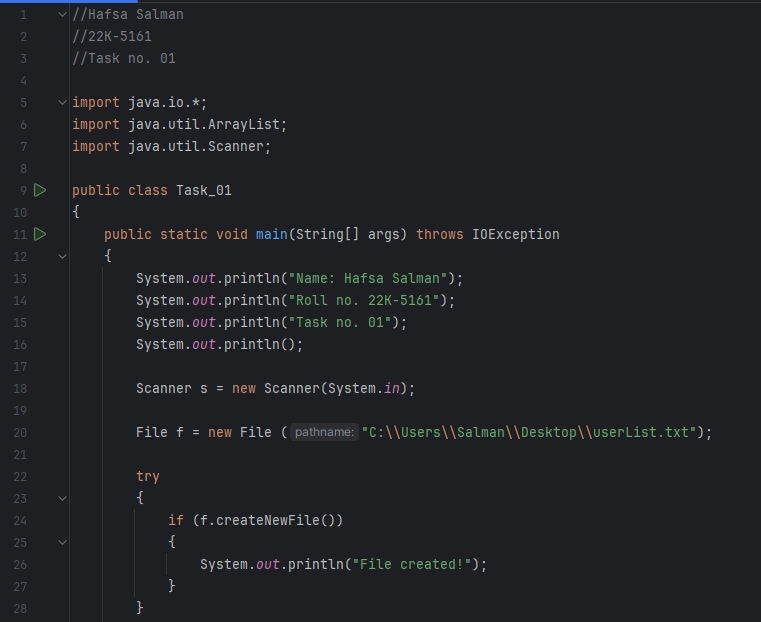 1 //Hafsa Salman
2 //22K-5161
3 //Task no. 01
4
5 import java.io.*;
6 import java.util.ArrayList;
7 import java.util.Scanner;
8
9 public class Task_01
10 {
11 public static void main(String[] args) throws IOException
12 {
13 System.out.println("Name: Hafsa Salman");
14 System.out.println("Roll no. 22K-5161");
15 System.out.println("Task no. 01");
16 System.out.println();
17
18 Scanner s = new Scanner(System.in);
19
20 File f = new File ( pathname: "C:\\Users\\Salman\\Desktop\\userList.txt");
21
22 try
23 {
24 if (f.createNewFile())
25 {
26 System.out.println("File created!");
27 }
28 }